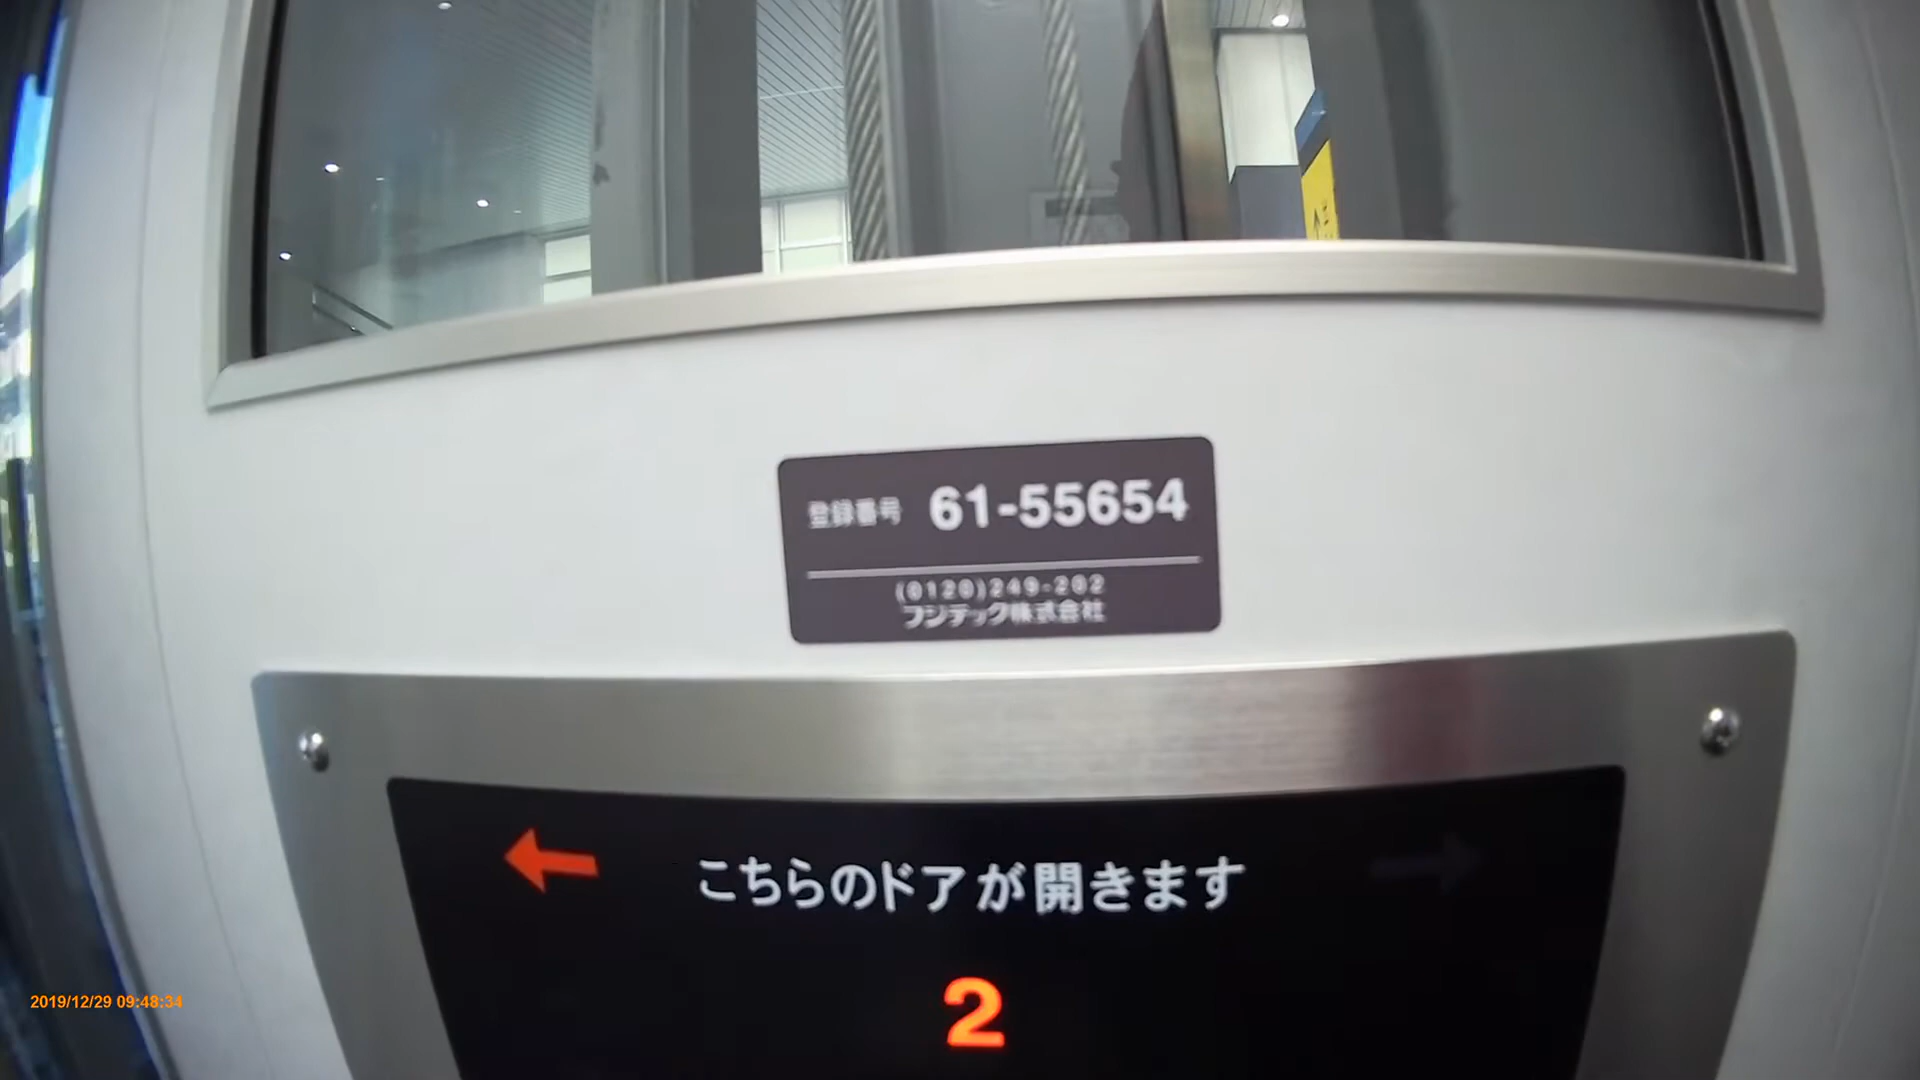 登録番号 61-55654
(0120)249-202
フジテック株式会社
← こちらのドアが開きます →
2
2019/12/29 09:48:34